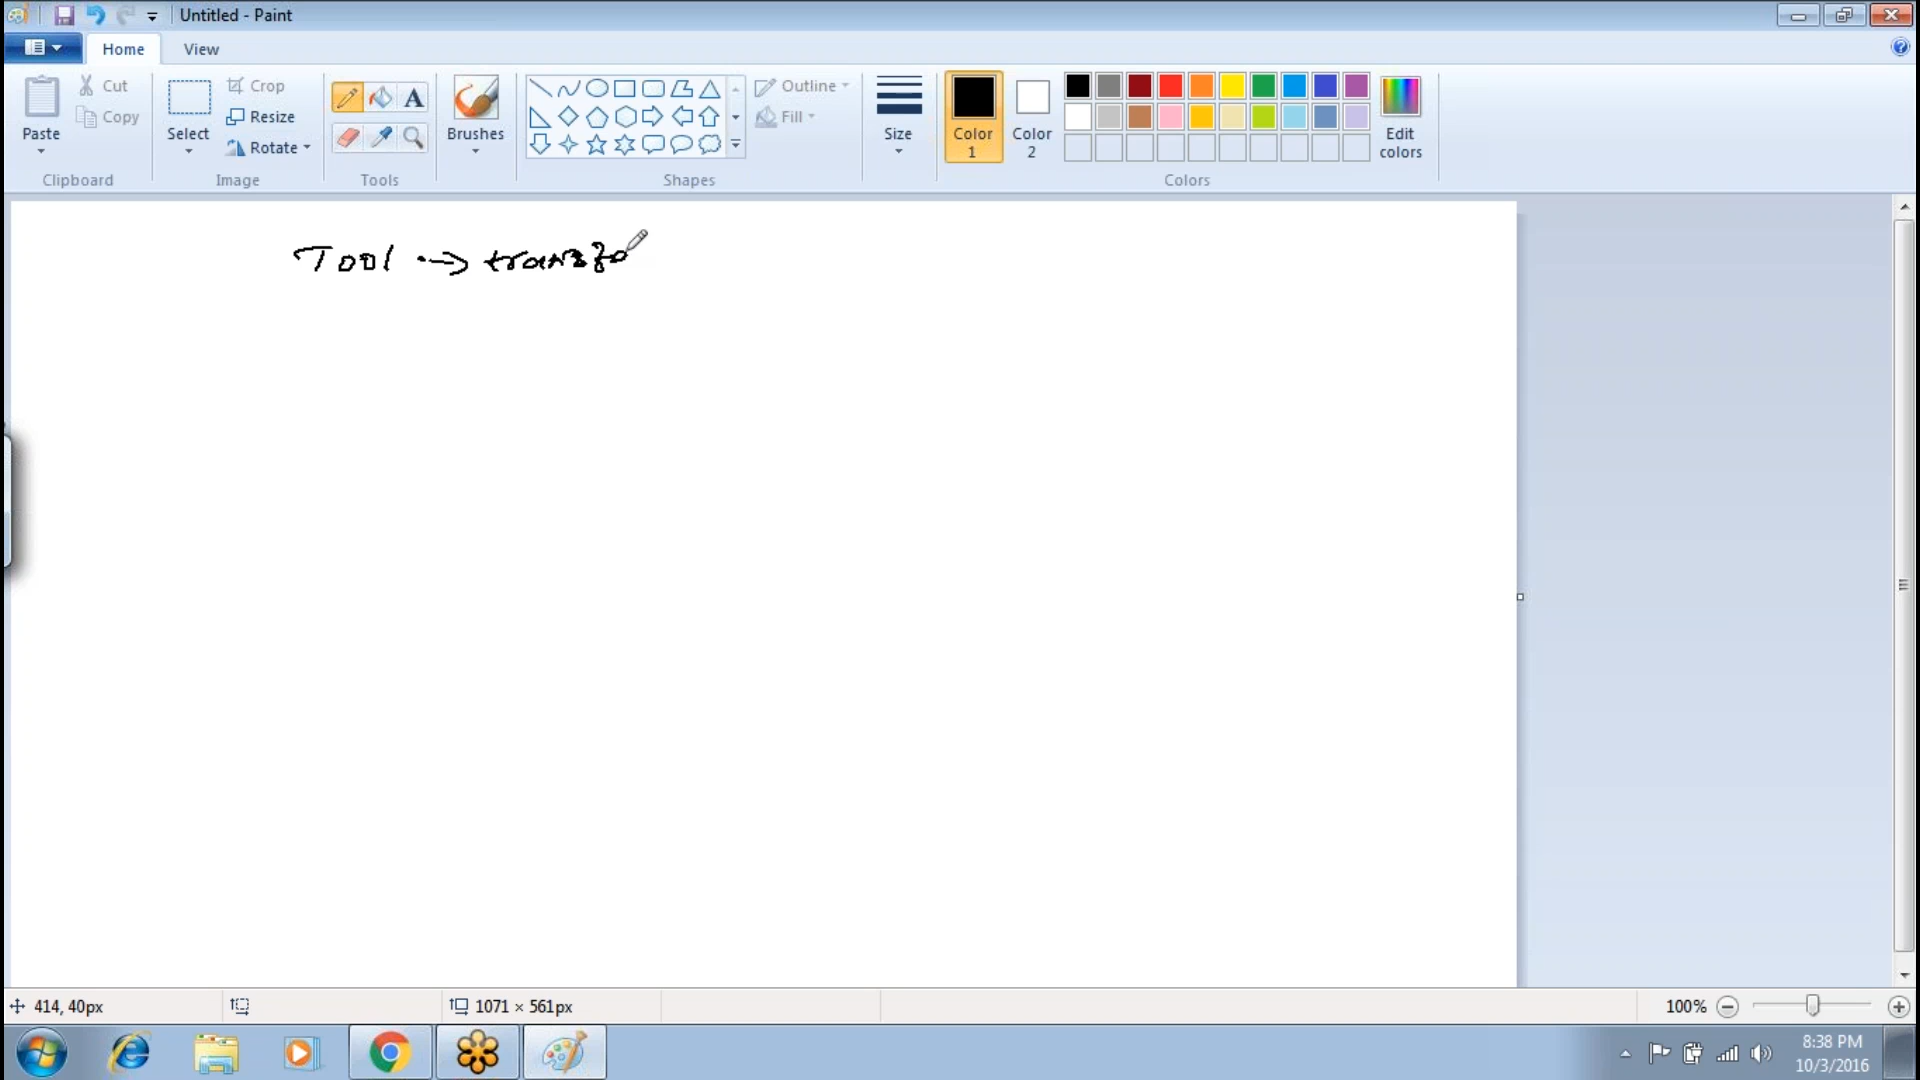 Untitled - Paint
Home View
Paste
Cut
Copy
Clipboard
Select
Crop
Resize
Rotate
Image
A
Tools
Brushes
Shapes
Outline
Fill
Size
Color 1
Color 2
Edit colors
Colors
Tool -> transfo
414, 40px
1071 × 561px
100%
8:38 PM
10/3/2016